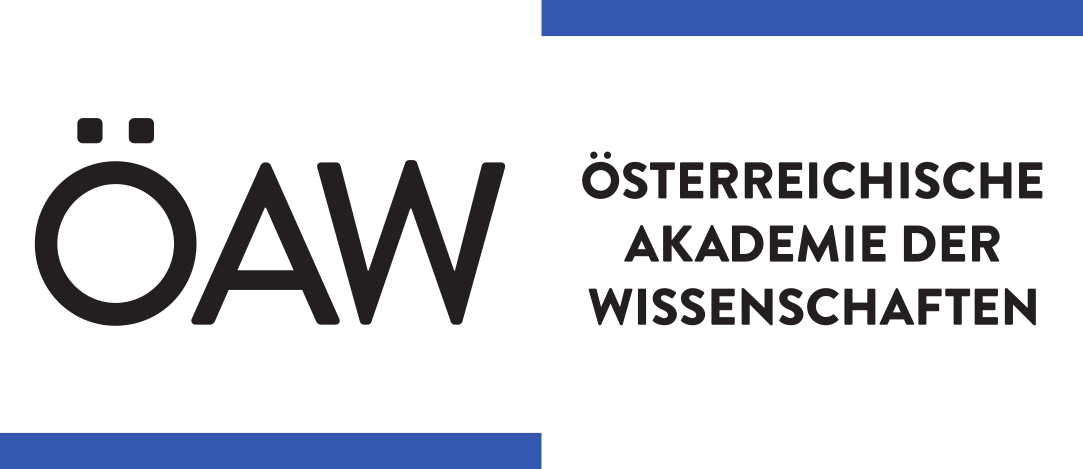 ÖAW
ÖSTERREICHISCHE
AKADEMIE DER
WISSENSCHAFTEN